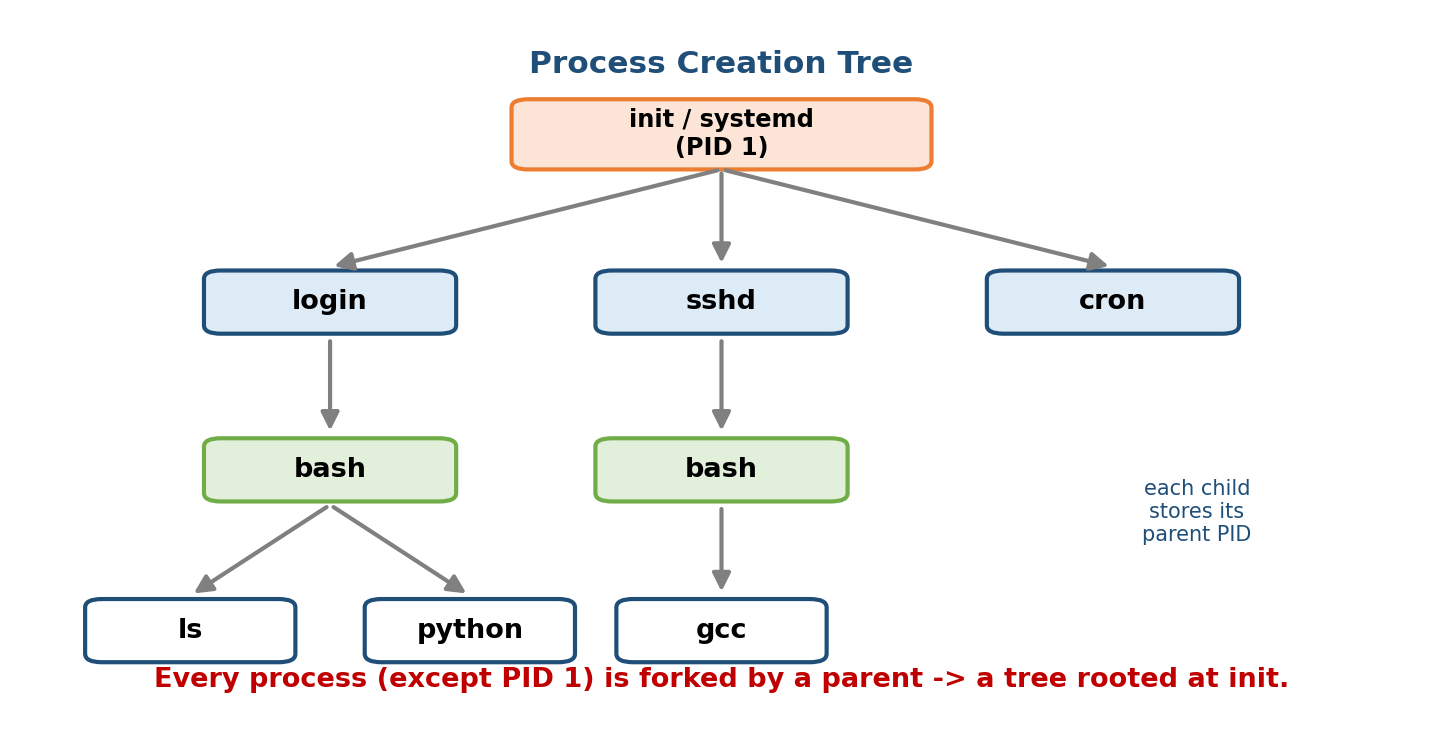 Process Creation Tree
init / systemd
(PID 1)
login
sshd
cron
bash
bash
each child
stores its
parent PID
ls
python
gcc
Every process (except PID 1) is forked by a parent -> a tree rooted at init.